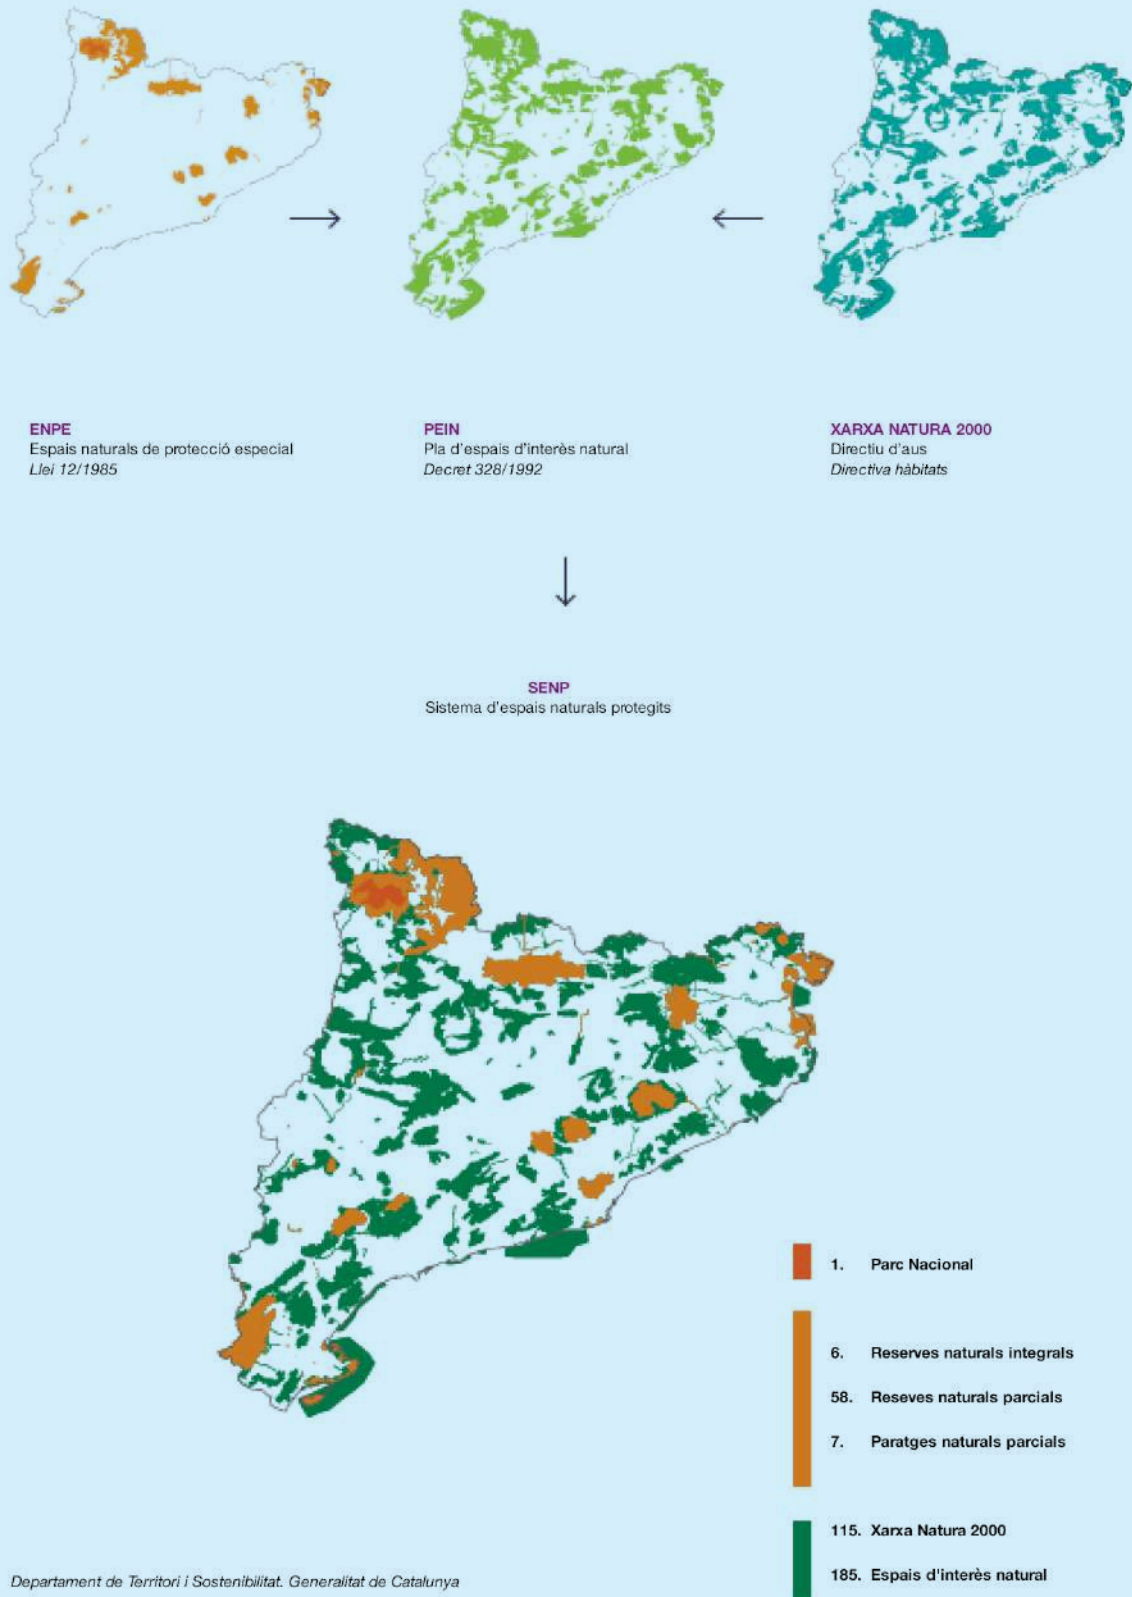 ENPE
Espais naturals de protecció especial
Llei 12/1985
PEIN
Pla d'espais d'interès natural
Decret 328/1992
XARXA NATURA 2000
Directiu d'aus
Directiva hàbitats
SENP
Sistema d'espais naturals protegits
1. Parc Nacional
6. Reserves naturals integrals
58. Reseves naturals parcials
7. Paratges naturals parcials
115. Xarxa Natura 2000
185. Espais d'interès natural
Departament de Territori i Sostenibilitat. Generalitat de Catalunya